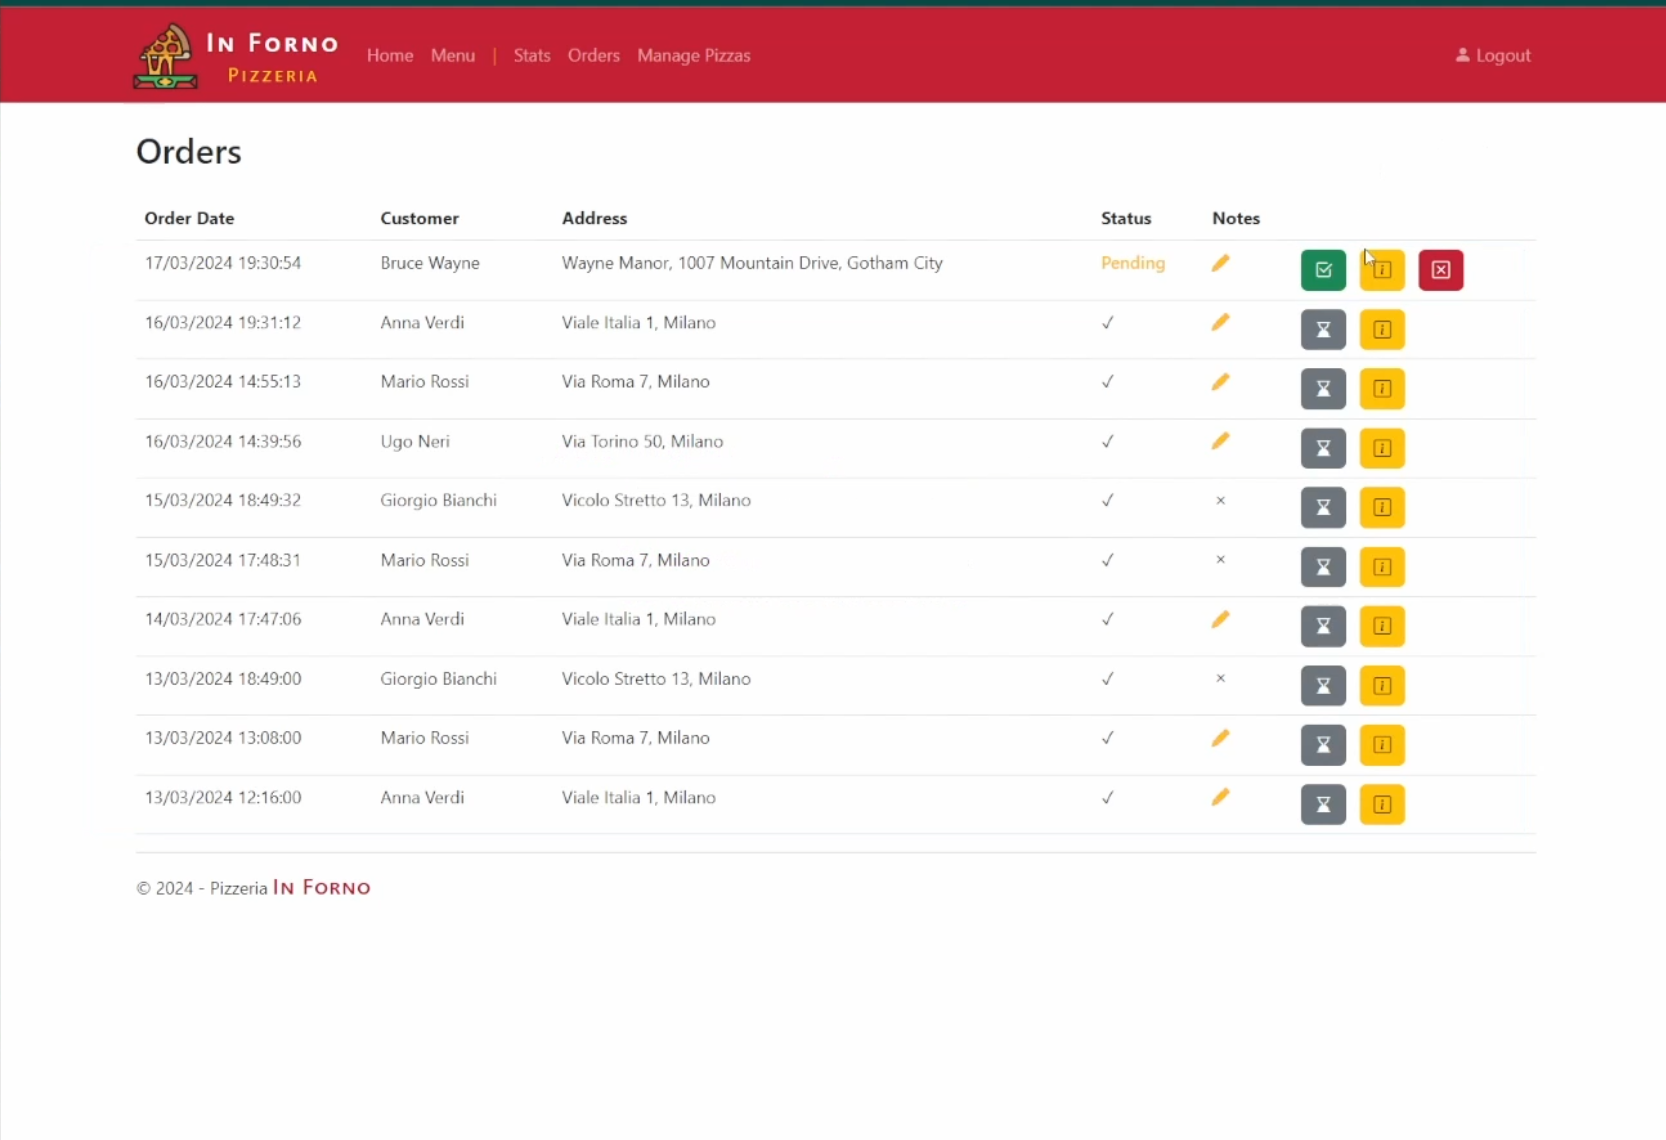 IN FORNO
PIZZERIA
Home Menu | Stats Orders Manage Pizzas Logout
Orders
Order Date Customer Address Status Notes
17/03/2024 19:30:54 Bruce Wayne Wayne Manor, 1007 Mountain Drive, Gotham City Pending
16/03/2024 19:31:12 Anna Verdi Viale Italia 1, Milano ✓
16/03/2024 14:55:13 Mario Rossi Via Roma 7, Milano ✓
16/03/2024 14:39:56 Ugo Neri Via Torino 50, Milano ✓
15/03/2024 18:49:32 Giorgio Bianchi Vicolo Stretto 13, Milano ✓ ×
15/03/2024 17:48:31 Mario Rossi Via Roma 7, Milano ✓ ×
14/03/2024 17:47:06 Anna Verdi Viale Italia 1, Milano ✓
13/03/2024 18:49:00 Giorgio Bianchi Vicolo Stretto 13, Milano ✓ ×
13/03/2024 13:08:00 Mario Rossi Via Roma 7, Milano ✓
13/03/2024 12:16:00 Anna Verdi Viale Italia 1, Milano ✓
© 2024 - Pizzeria IN FORNO